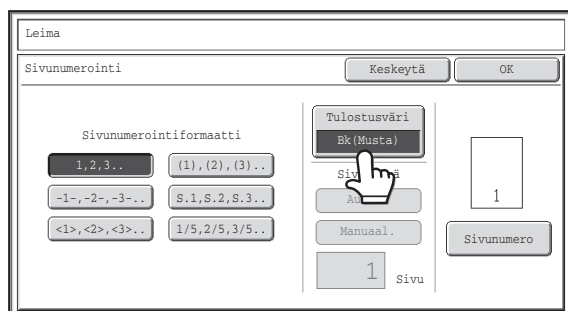 Leima
Sivunumerointi
Keskeytä
OK
Sivunumerointiformaatti
1,2,3..
(1),(2),(3)..
-1-,-2-,-3-..
S.1,S.2,S.3..
<1>,<2>,<3>..
1/5,2/5,3/5..
Tulostusväri
Bk(Musta)
Manuaal.
1 Sivu
1
Sivunumero